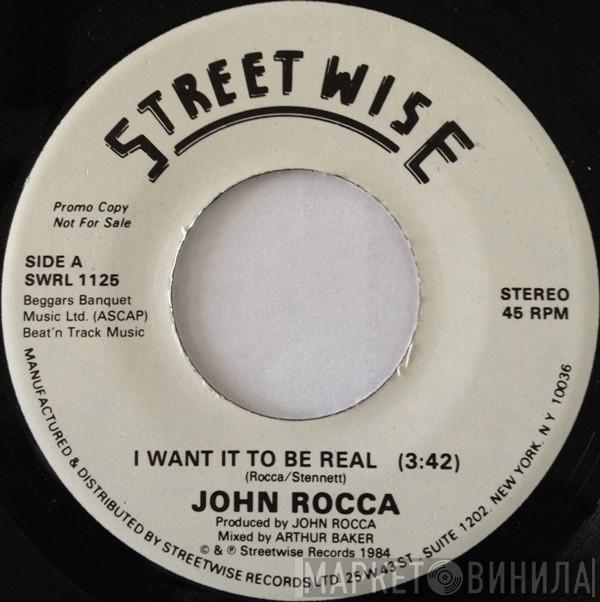 STREET WISE
Promo Copy
Not For Sale
SIDE A
SWRL 1125
Beggars Banquet
Music Ltd. (ASCAP)
Beat'n Track Music
STEREO
45 RPM
I WANT IT TO BE REAL (3:42)
(Rocca/Stennett)
JOHN ROCCA
Produced by JOHN ROCCA
Mixed by ARTHUR BAKER
© & ℗ Streetwise Records 1984
MANUFACTURED & DISTRIBUTED BY STREETWISE RECORDS LTD. 25 W 43 ST., SUITE 1202. NEW YORK. N Y 10036
МАРКЕТ ВИНИЛА